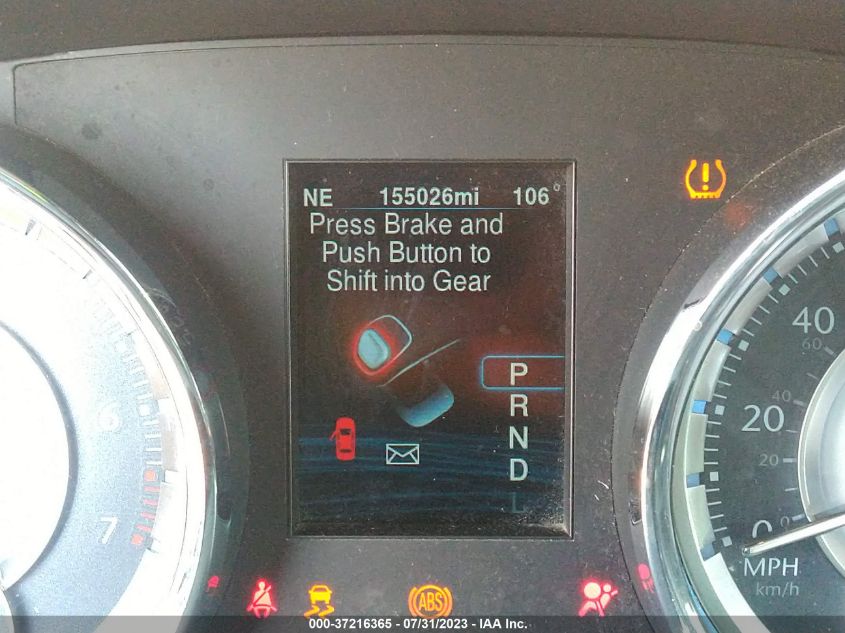 NE 155026mi 106°
Press Brake and
Push Button to
Shift into Gear
P
R
N
D
L
6
7
40
60
40
20
20
0
0
MPH
km/h
ABS
000-37216365 - 07/31/2023 - IAA Inc.